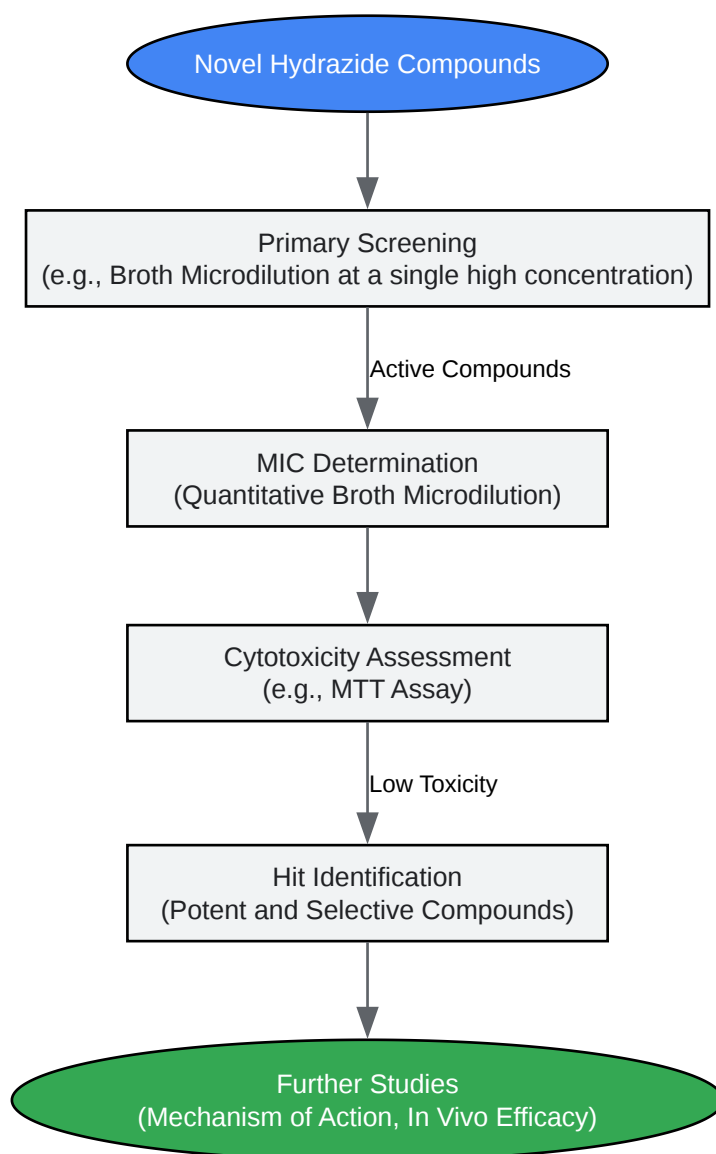 Novel Hydrazide Compounds
Primary Screening
(e.g., Broth Microdilution at a single high concentration)
Active Compounds
MIC Determination
(Quantitative Broth Microdilution)
Cytotoxicity Assessment
(e.g., MTT Assay)
Low Toxicity
Hit Identification
(Potent and Selective Compounds)
Further Studies
(Mechanism of Action, In Vivo Efficacy)